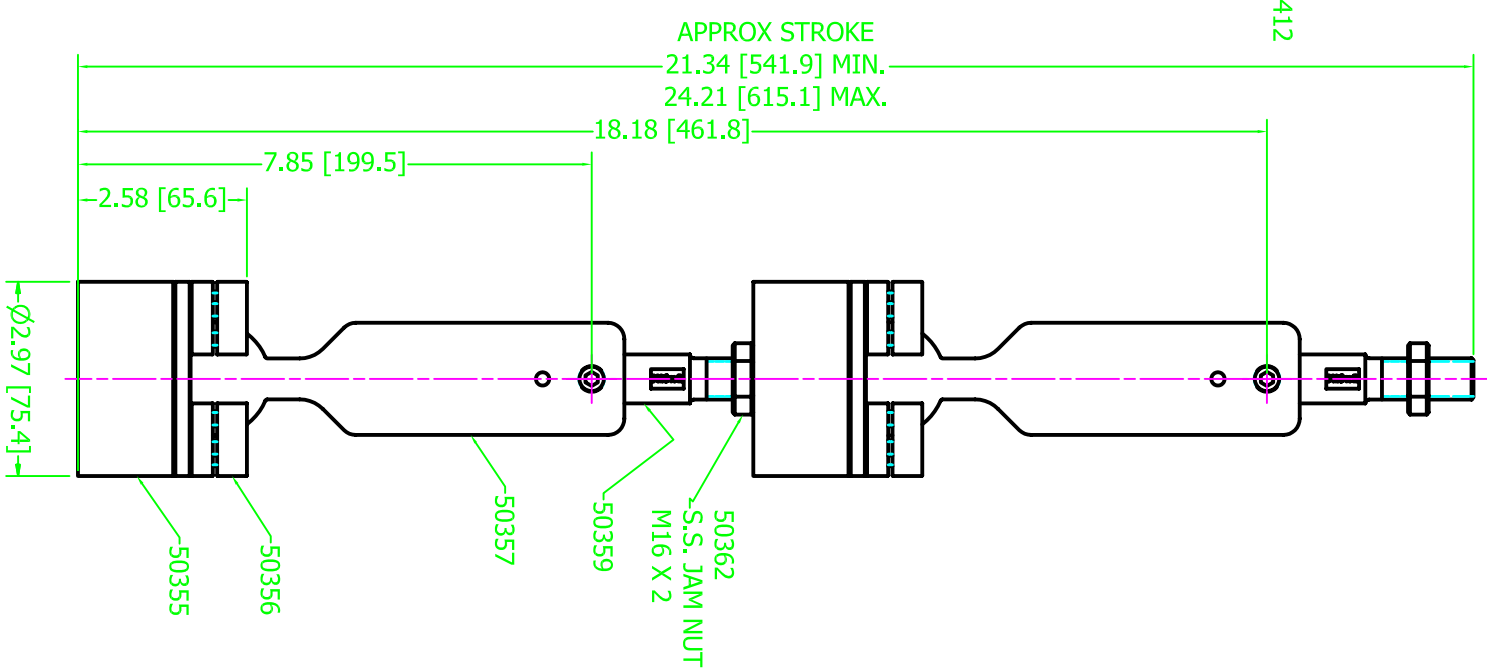 412
APPROX STROKE
21.34 [541.9] MIN.
24.21 [615.1] MAX.
18.18 [461.8]
7.85 [199.5]
2.58 [65.6]
Ø2.97 [75.4]
50355
50356
50357
50359
50362
S.S. JAM NUT
M16 X 2